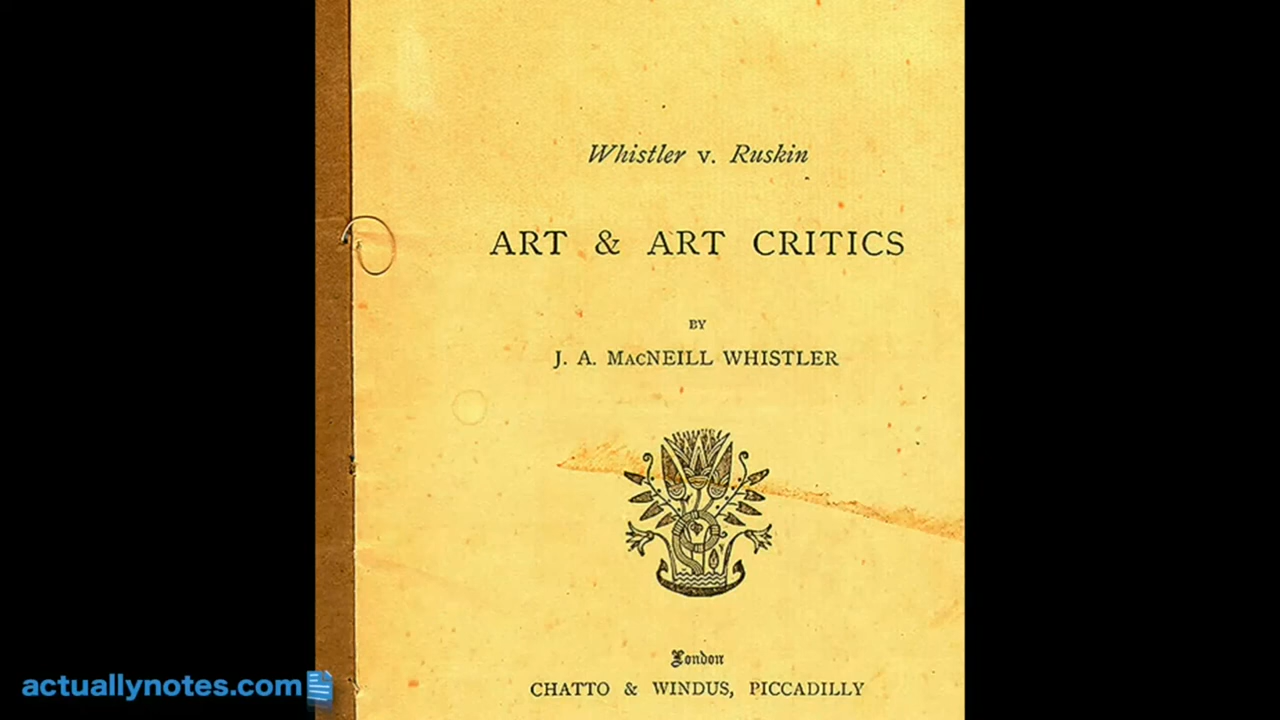 Whistler v. Ruskin
ART & ART CRITICS
BY
J. A. MACNEILL WHISTLER
London
CHATTO & WINDUS, PICCADILLY
actuallynotes.com